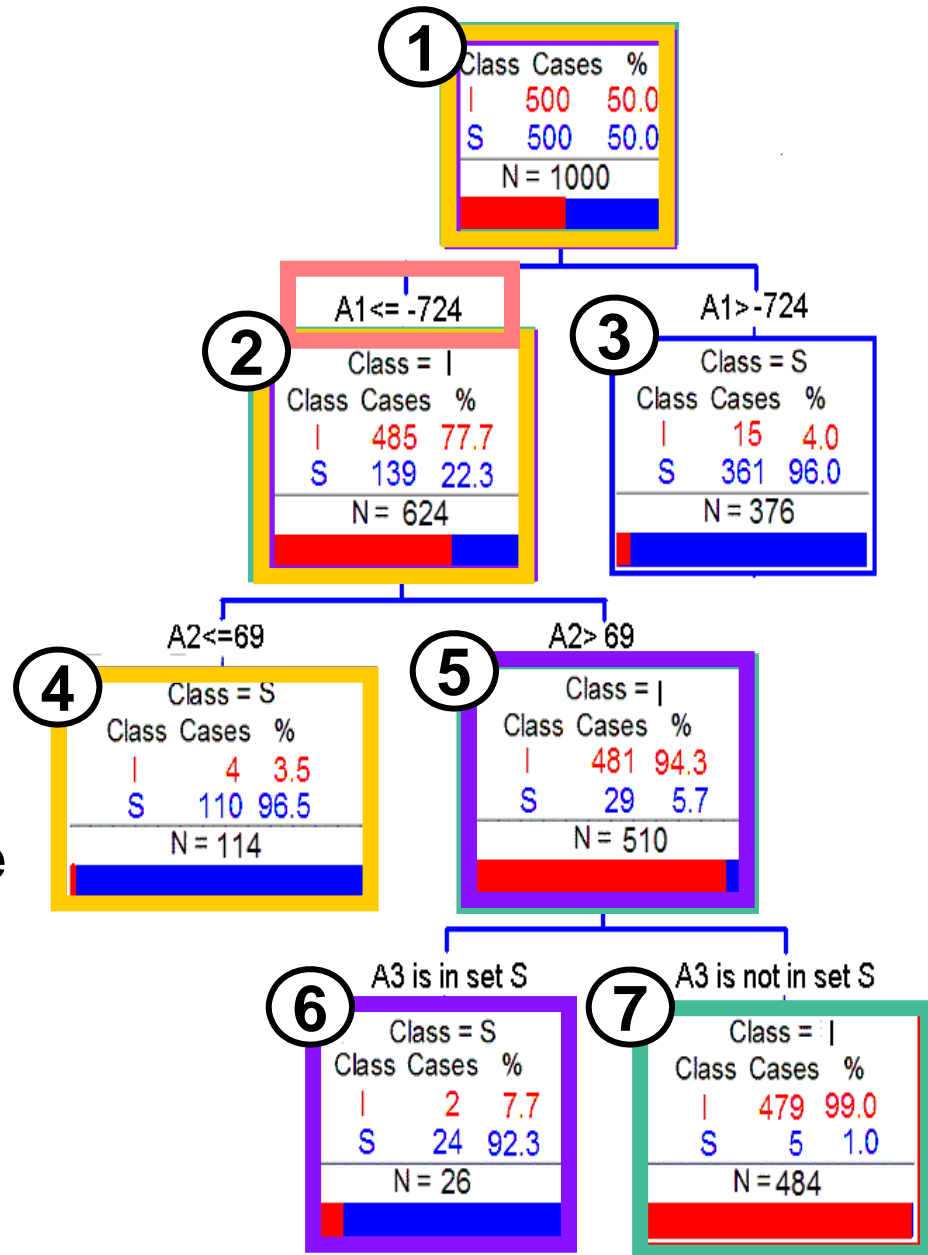 1
Class Cases %
I 500 50.0
S 500 50.0
N = 1000
A1<= -724
A1>-724
2
Class = I
Class Cases %
I 485 77.7
S 139 22.3
N = 624
3
Class = S
Class Cases %
I 15 4.0
S 361 96.0
N = 376
A2<=69
A2> 69
4
Class = S
Class Cases %
I 4 3.5
S 110 96.5
N = 114
5
Class = I
Class Cases %
I 481 94.3
S 29 5.7
N = 510
e
A3 is in set S
A3 is not in set S
6
Class = S
Class Cases %
I 2 7.7
S 24 92.3
N = 26
7
Class = I
Class Cases %
I 479 99.0
S 5 1.0
N = 484